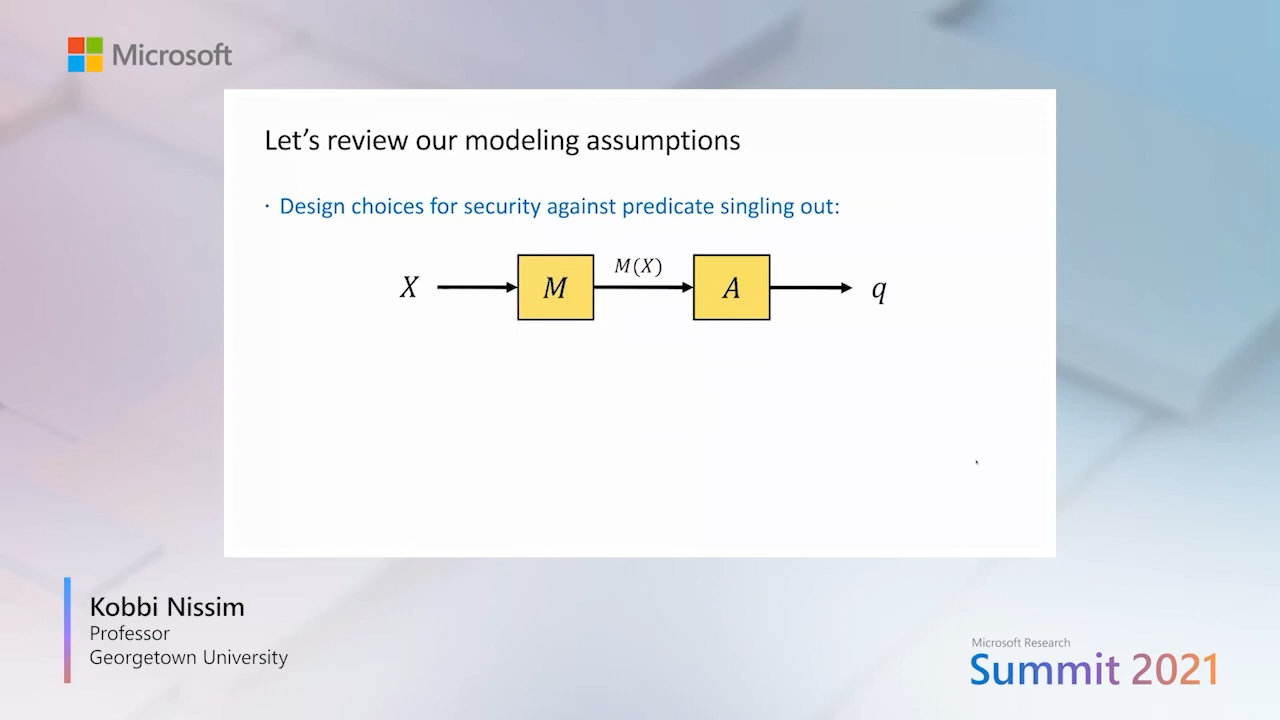 Microsoft
Let's review our modeling assumptions
· Design choices for security against predicate singling out:
X M M(X) A q
Kobbi Nissim
Professor
Georgetown University
Microsoft Research
Summit 2021